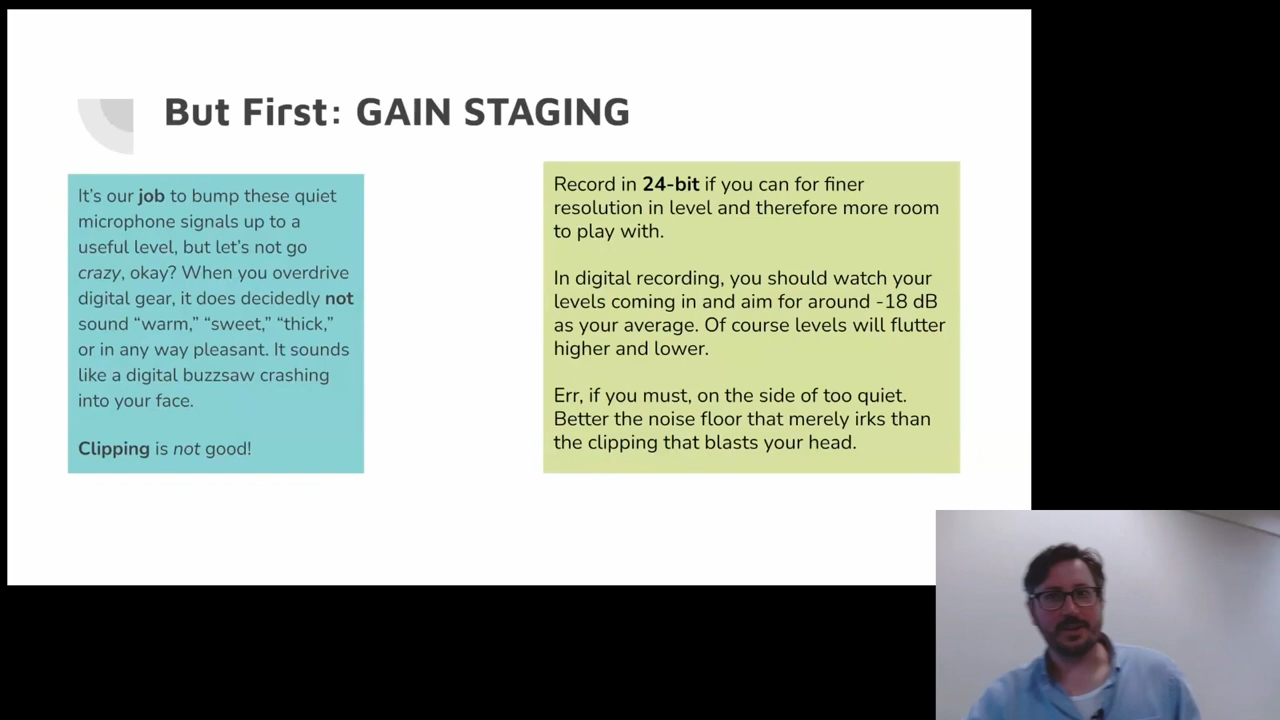 But First: GAIN STAGING
It’s our job to bump these quiet
microphone signals up to a
useful level, but let’s not go
crazy, okay? When you overdrive
digital gear, it does decidedly not
sound “warm,” “sweet,” “thick,”
or in any way pleasant. It sounds
like a digital buzzsaw crashing
into your face.
Clipping is not good!
Record in 24-bit if you can for finer
resolution in level and therefore more room
to play with.
In digital recording, you should watch your
levels coming in and aim for around -18 dB
as your average. Of course levels will flutter
higher and lower.
Err, if you must, on the side of too quiet.
Better the noise floor that merely irks than
the clipping that blasts your head.